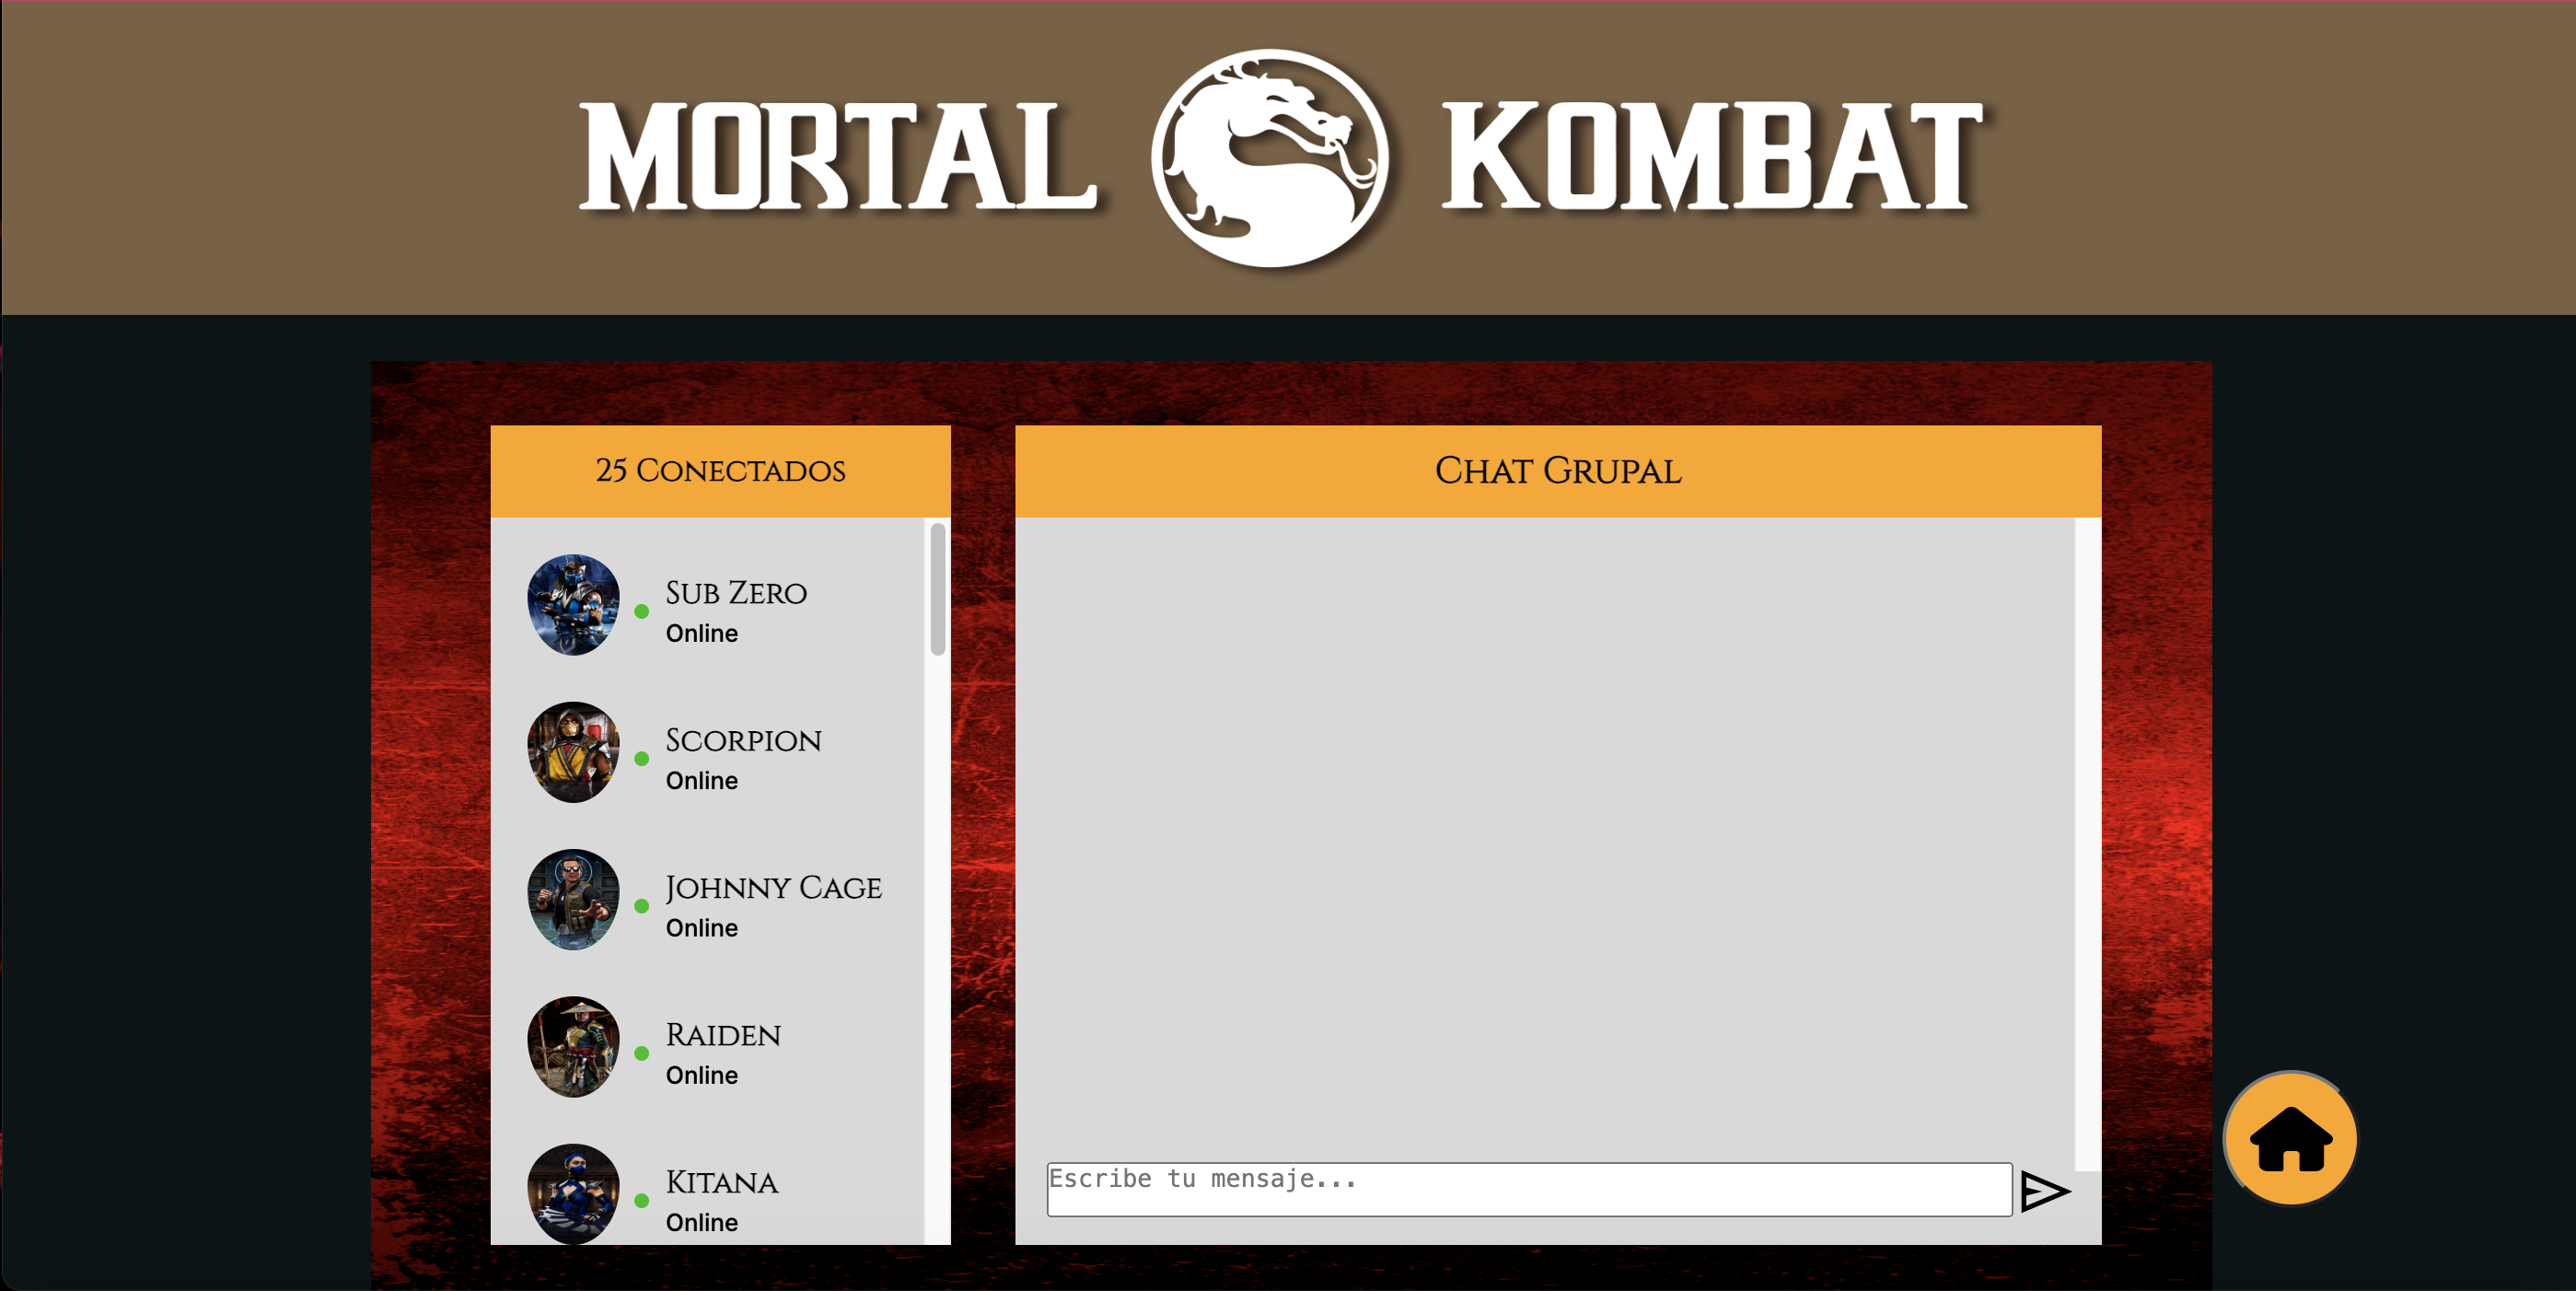 MORTAL KOMBAT
25 Conectados
Sub Zero
Online
Scorpion
Online
Johnny Cage
Online
Raiden
Online
Kitana
Online
Chat Grupal
Escribe tu mensaje...